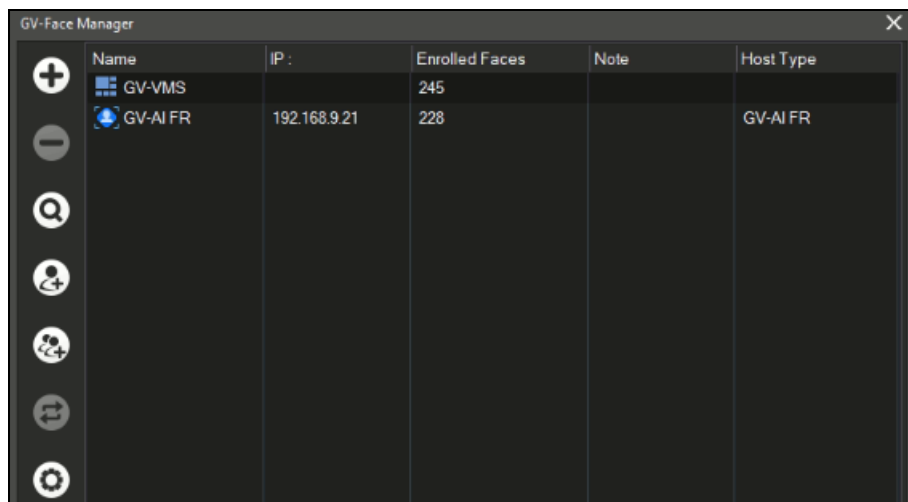 GV-Face Manager
Name IP : Enrolled Faces Note Host Type
GV-VMS 245
GV-AI FR 192.168.9.21 228 GV-AI FR